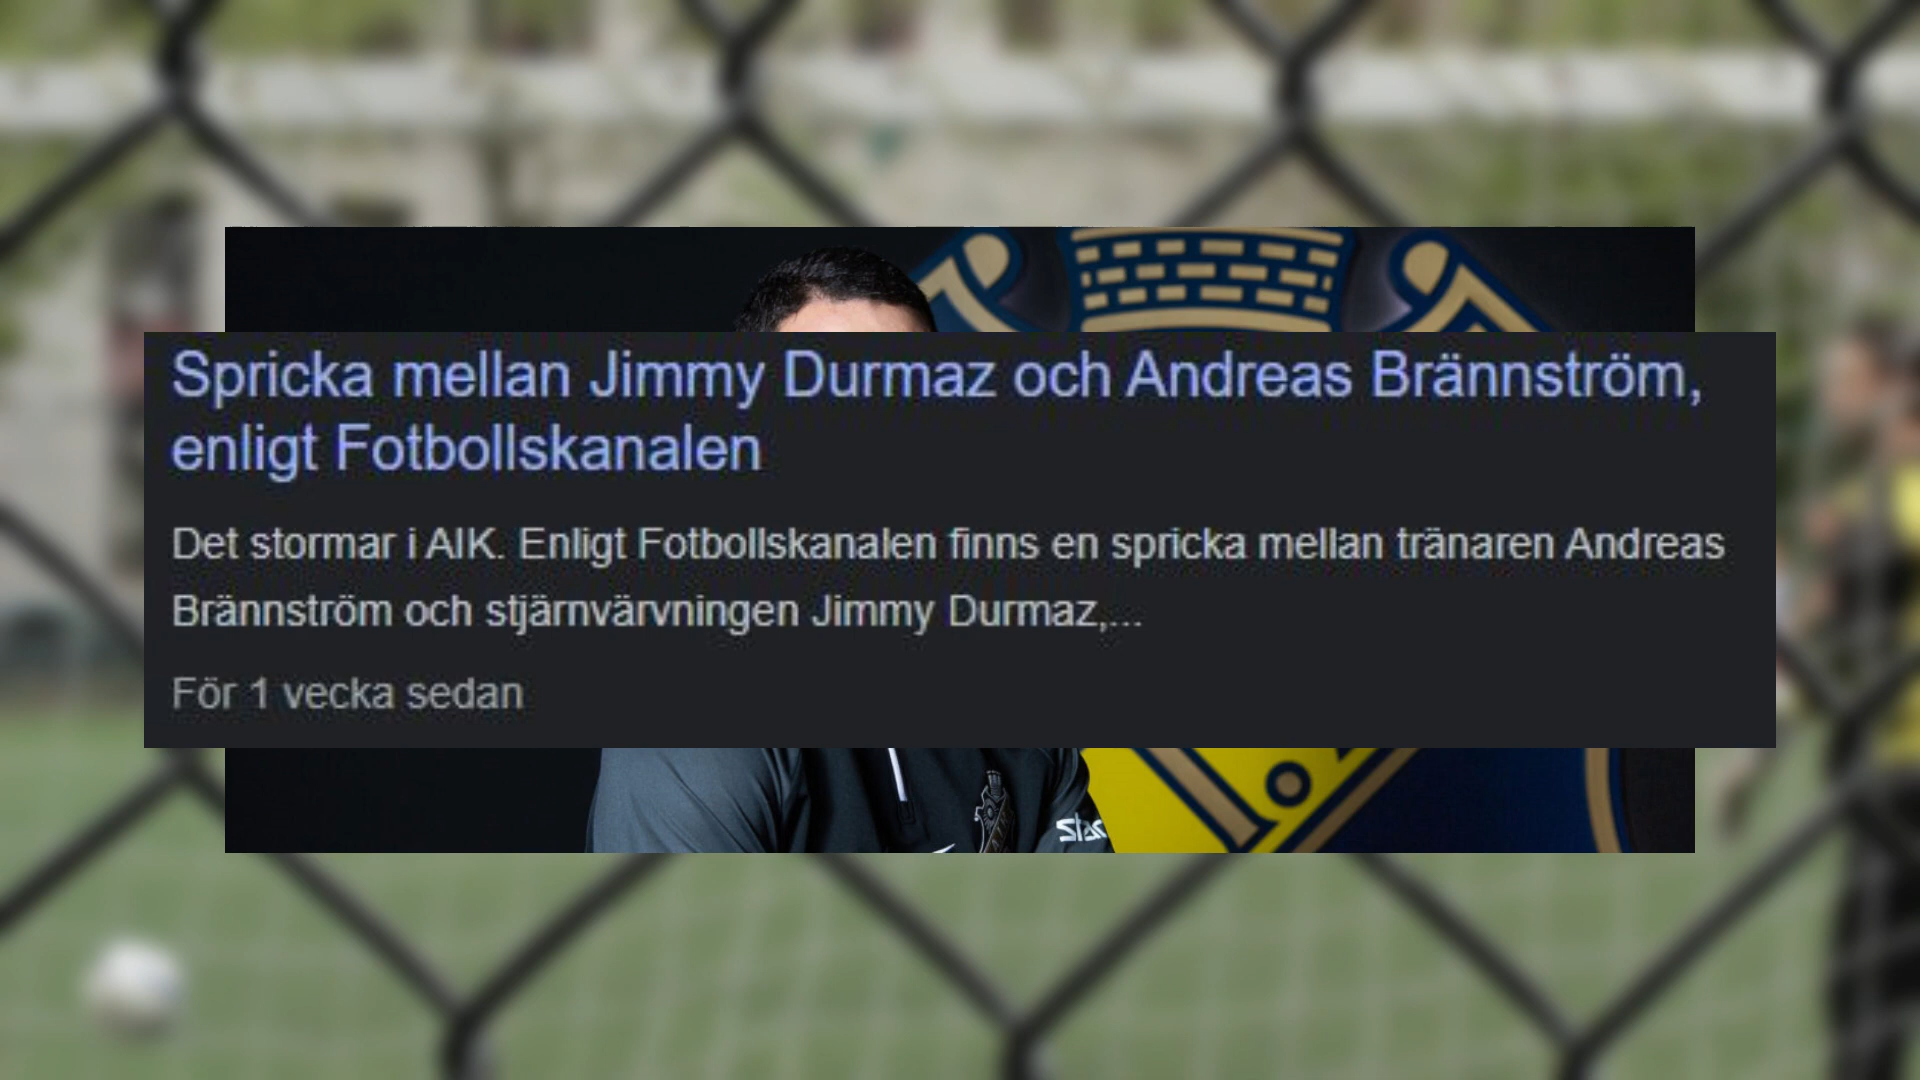 Spricka mellan Jimmy Durmaz och Andreas Brännström,
enligt Fotbollskanalen
Det stormar i AIK. Enligt Fotbollskanalen finns en spricka mellan tränaren Andreas
Brännström och stjärnvärvningen Jimmy Durmaz,...
För 1 vecka sedan